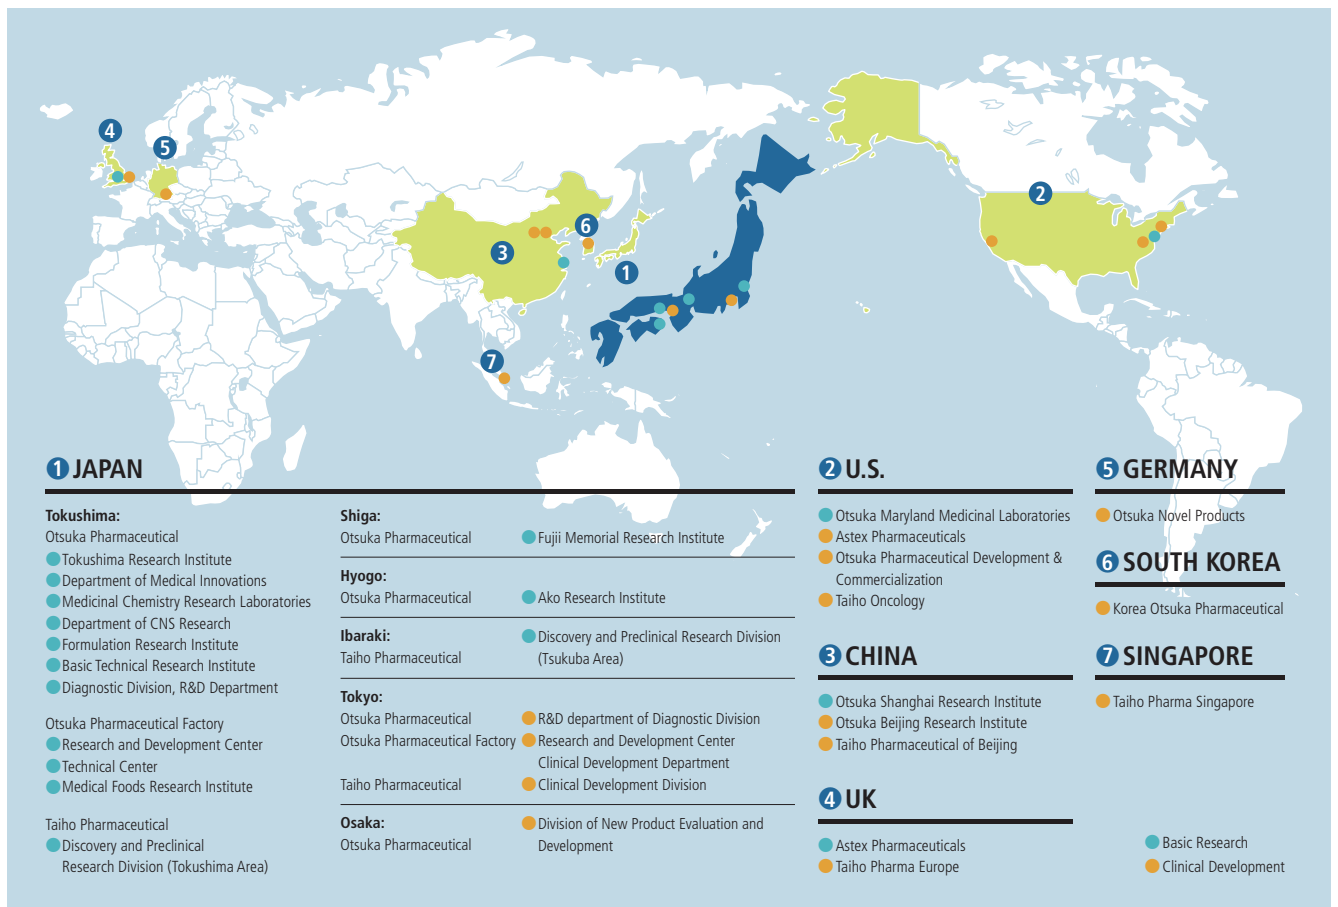 4
5
2
6
3
1
7
1 JAPAN
Tokushima:
Otsuka Pharmaceutical
Tokushima Research Institute
Department of Medical Innovations
Medicinal Chemistry Research Laboratories
Department of CNS Research
Formulation Research Institute
Basic Technical Research Institute
Diagnostic Division, R&D Department
Otsuka Pharmaceutical Factory
Research and Development Center
Technical Center
Medical Foods Research Institute
Taiho Pharmaceutical
Discovery and Preclinical
Research Division (Tokushima Area)
Shiga:
Otsuka Pharmaceutical Fujii Memorial Research Institute
Hyogo:
Otsuka Pharmaceutical Ako Research Institute
Ibaraki:
Taiho Pharmaceutical
Discovery and Preclinical Research Division
(Tsukuba Area)
Tokyo:
Otsuka Pharmaceutical R&D department of Diagnostic Division
Otsuka Pharmaceutical Factory Research and Development Center
Clinical Development Department
Taiho Pharmaceutical Clinical Development Division
Osaka:
Otsuka Pharmaceutical
Division of New Product Evaluation and
Development
2 U.S.
Otsuka Maryland Medicinal Laboratories
Astex Pharmaceuticals
Otsuka Pharmaceutical Development &
Commercialization
Taiho Oncology
3 CHINA
Otsuka Shanghai Research Institute
Otsuka Beijing Research Institute
Taiho Pharmaceutical of Beijing
4 UK
Astex Pharmaceuticals
Taiho Pharma Europe
5 GERMANY
Otsuka Novel Products
6 SOUTH KOREA
Korea Otsuka Pharmaceutical
7 SINGAPORE
Taiho Pharma Singapore
Basic Research
Clinical Development